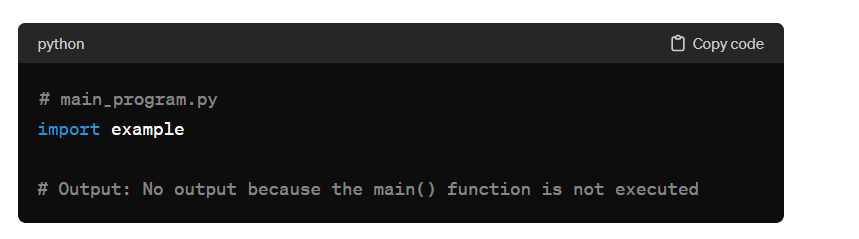 python
Copy code
# main_program.py
import example
# Output: No output because the main() function is not executed